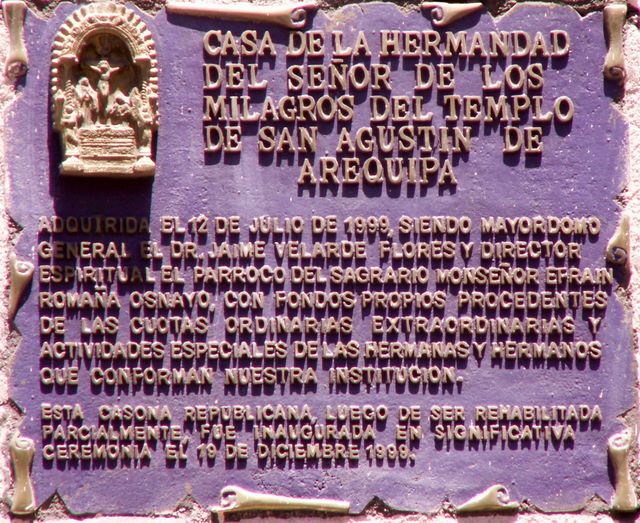 CASA DE LA HERMANDAD
DEL SEÑOR DE LOS
MILAGROS DEL TEMPLO
DE SAN AGUSTIN DE
AREQUIPA
ADQUIRIDA EL 12 DE JULIO DE 1999, SIENDO MAYORDOMO
GENERAL EL DR. JAIME VELARDE FLORES Y DIRECTOR
ESPIRITUAL EL PARROCO DEL SAGRARIO MONSEÑOR EFRAIN
ROMAÑA OSNAYO, CON FONDOS PROPIOS PROCEDENTES
DE LAS CUOTAS ORDINARIAS EXTRAORDINARIAS Y
ACTIVIDADES ESPECIALES DE LAS HERMANAS Y HERMANOS
QUE CONFORMAN NUESTRA INSTITUCION.
ESTA CASONA REPUBLICANA, LUEGO DE SER REHABILITADA
PARCIALMENTE, FUE INAUGURADA EN SIGNIFICATIVA
CEREMONIA EL 19 DE DICIEMBRE 1999.